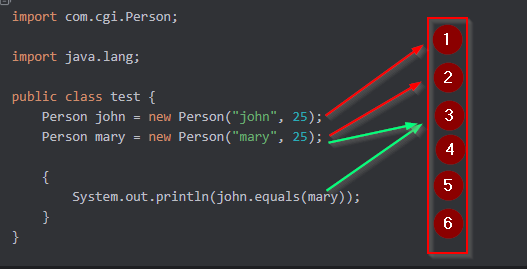 import com.cgi.Person;
import java.lang;
public class test {
Person john = new Person("john", 25);
Person mary = new Person("mary", 25);
{
System.out.println(john.equals(mary));
}
}
1
2
3
4
5
6